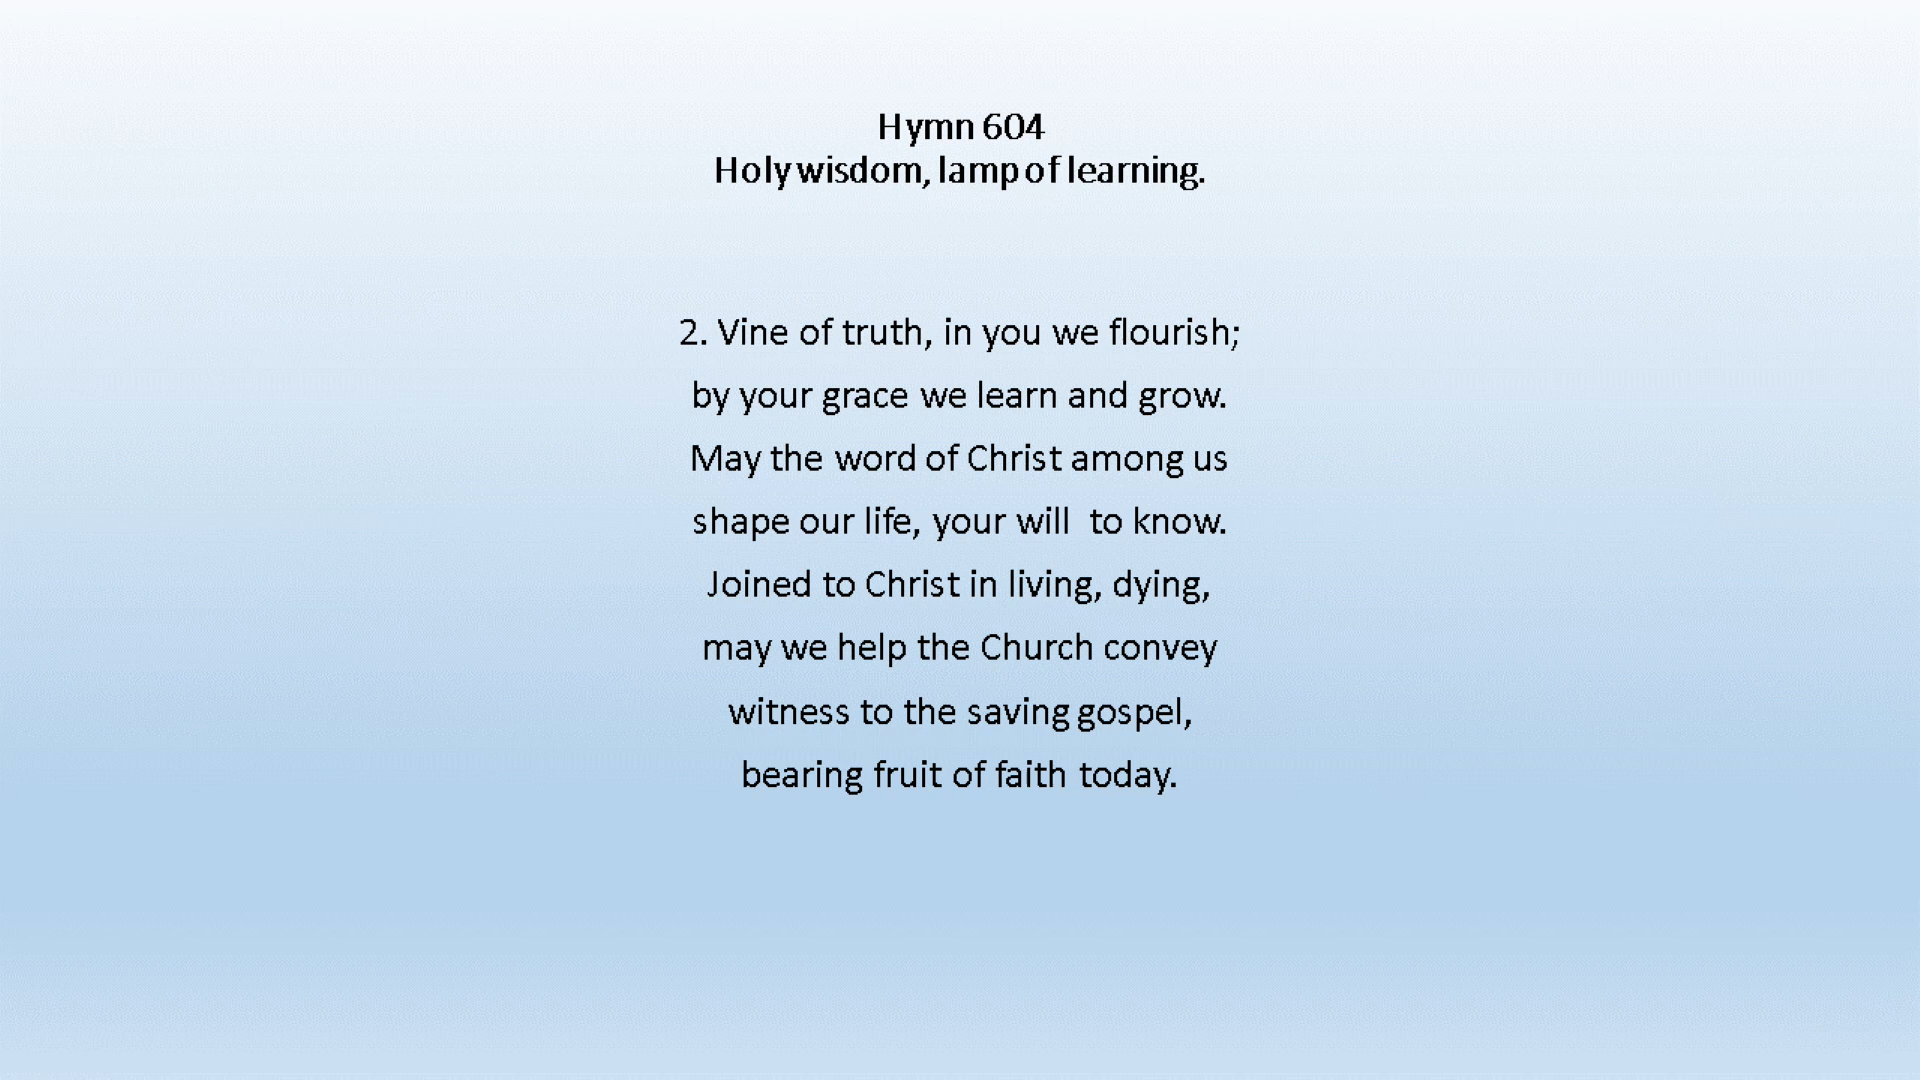 Hymn 604
Holy wisdom, lamp of learning.
2. Vine of truth, in you we flourish;
by your grace we learn and grow.
May the word of Christ among us
shape our life, your will  to know.
Joined to Christ in living, dying,
may we help the Church convey
witness to the saving gospel,
bearing fruit of faith today.